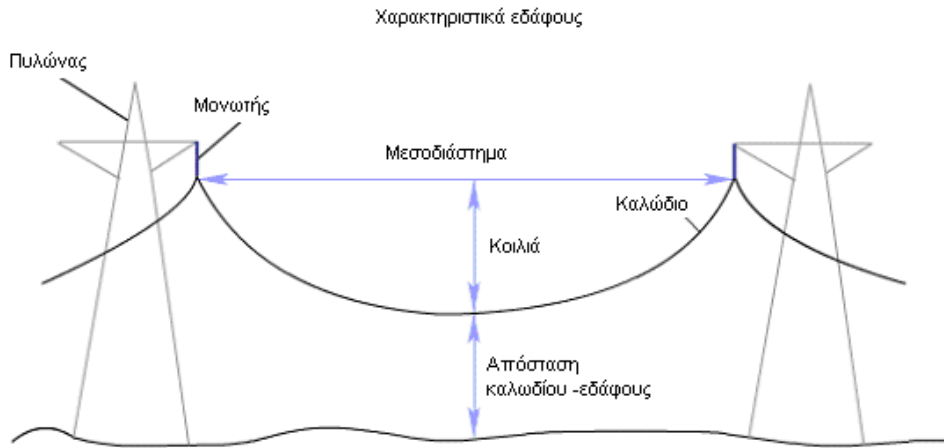 Χαρακτηριστικά εδάφους
Πυλώνας
Μονωτής
Μεσοδιάστημα
Καλώδιο
Κοιλιά
Απόσταση
καλωδίου -εδάφους